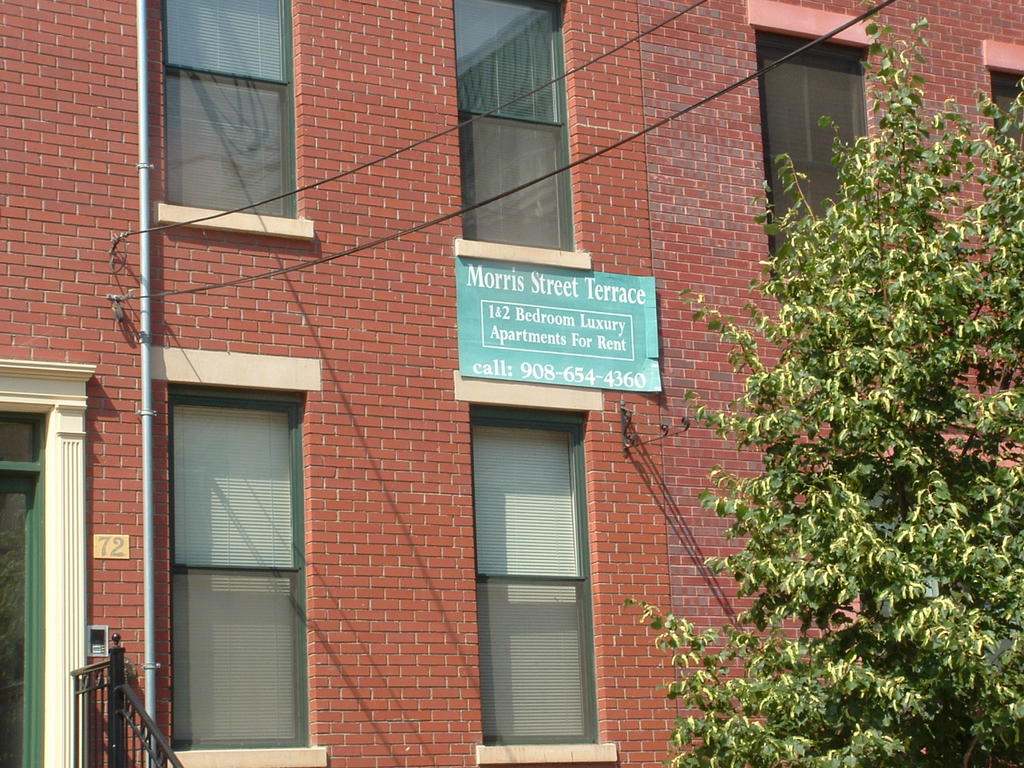 Morris Street Terrace
1&2 Bedroom Luxury
Apartments For Rent
call: 908-654-4360
72